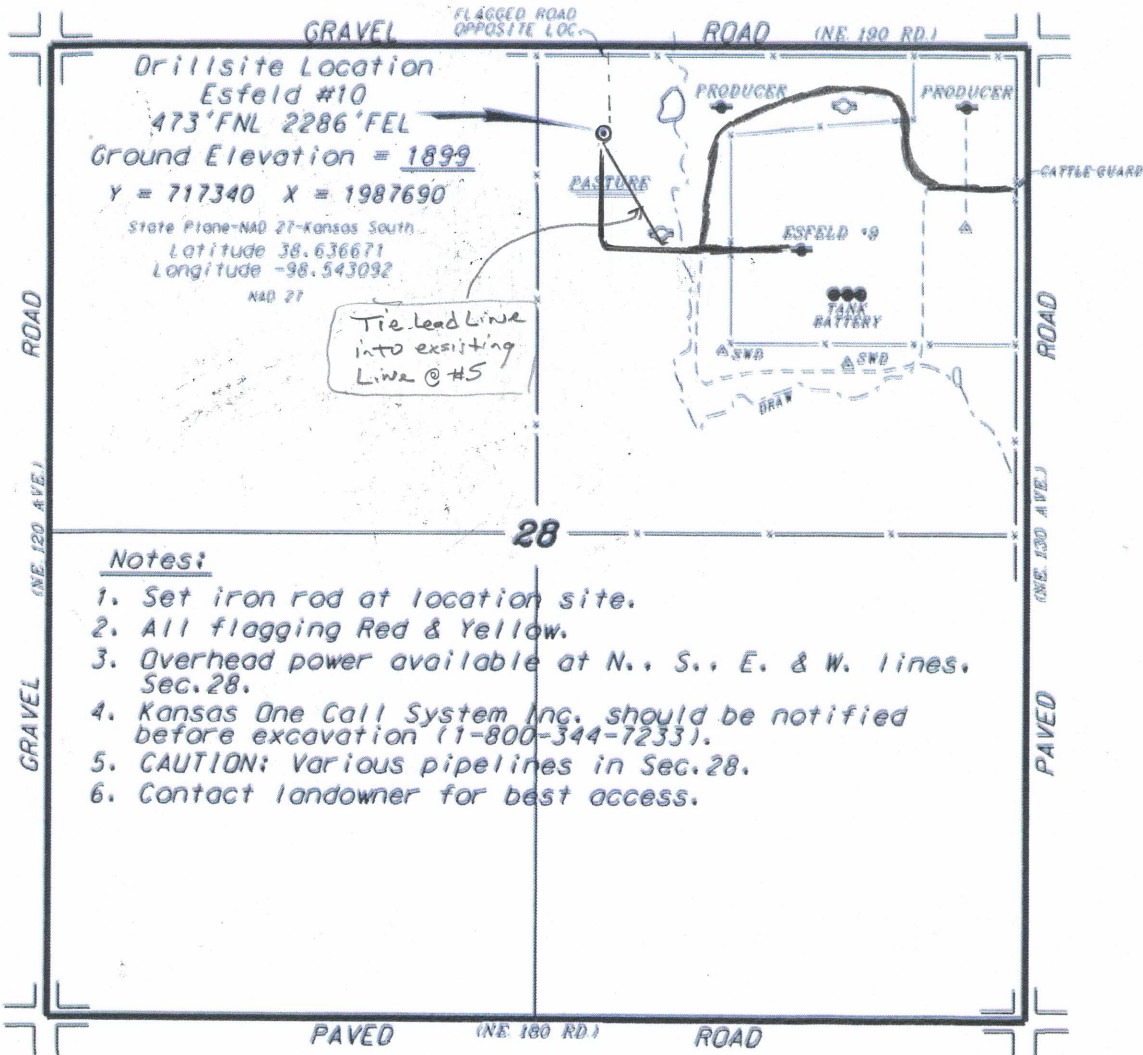 FLAGGED ROAD
OPPOSITE LOC.
GRAVEL
ROAD
(NE. 190 RD.)
Drillsite Location
Esfeld #10
473'FNL 2286'FEL
Ground Elevation = 1899
Y = 717340 X = 1987690
State Plane-NAD 27-Kansas South
Latitude 38.636671
Longitude -98.543092
NAD 27
PRODUCER
PRODUCER
CATTLE GUARD
PASTURE
ESFELD #9
TANK
BATTERY
SWD
SWD
DRAW
Tie Lead Line
into exsisting
Line @ #5
ROAD
(NE. 120 AVE.)
GRAVEL
ROAD
(NE. 130 AVE.)
PAVED
28
Notes:
1. Set iron rod at location site.
2. All flagging Red & Yellow.
3. Overhead power available at N., S., E. & W. lines.
Sec.28.
4. Kansas One Call System Inc. should be notified
before excavation (1-800-344-7233).
5. CAUTION: Various pipelines in Sec.28.
6. Contact landowner for best access.
PAVED
(NE 180 RD.)
ROAD